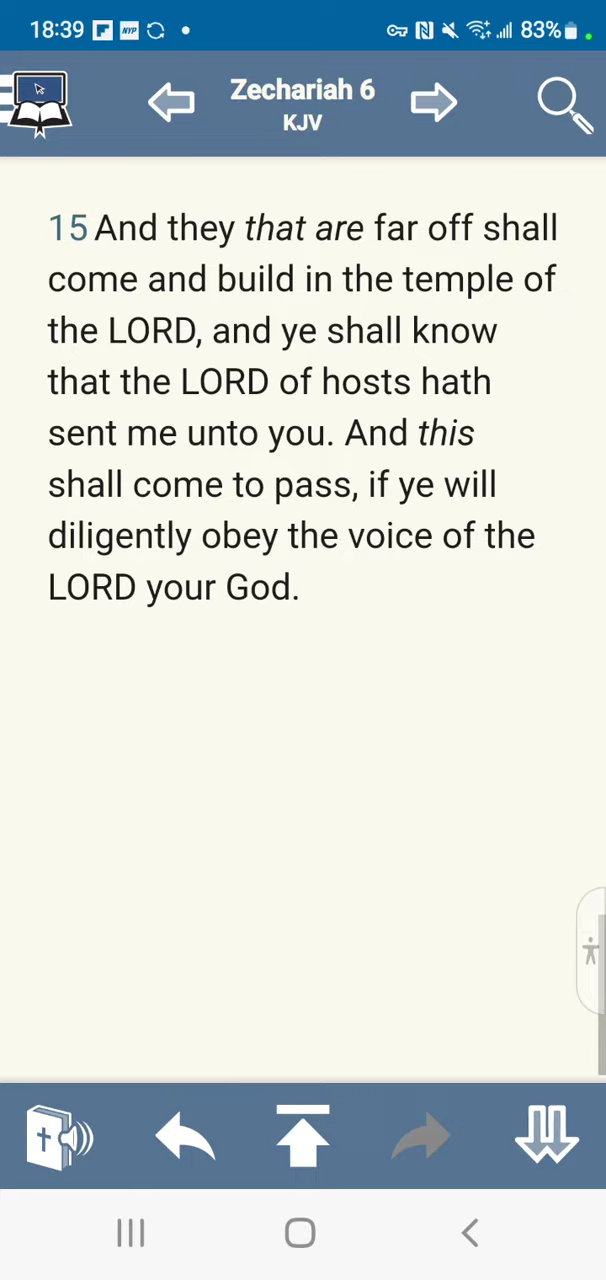 18:39 NYP 83%
Zechariah 6
KJV
15 And they that are far off shall
come and build in the temple of
the LORD, and ye shall know
that the LORD of hosts hath
sent me unto you. And this
shall come to pass, if ye will
diligently obey the voice of the
LORD your God.